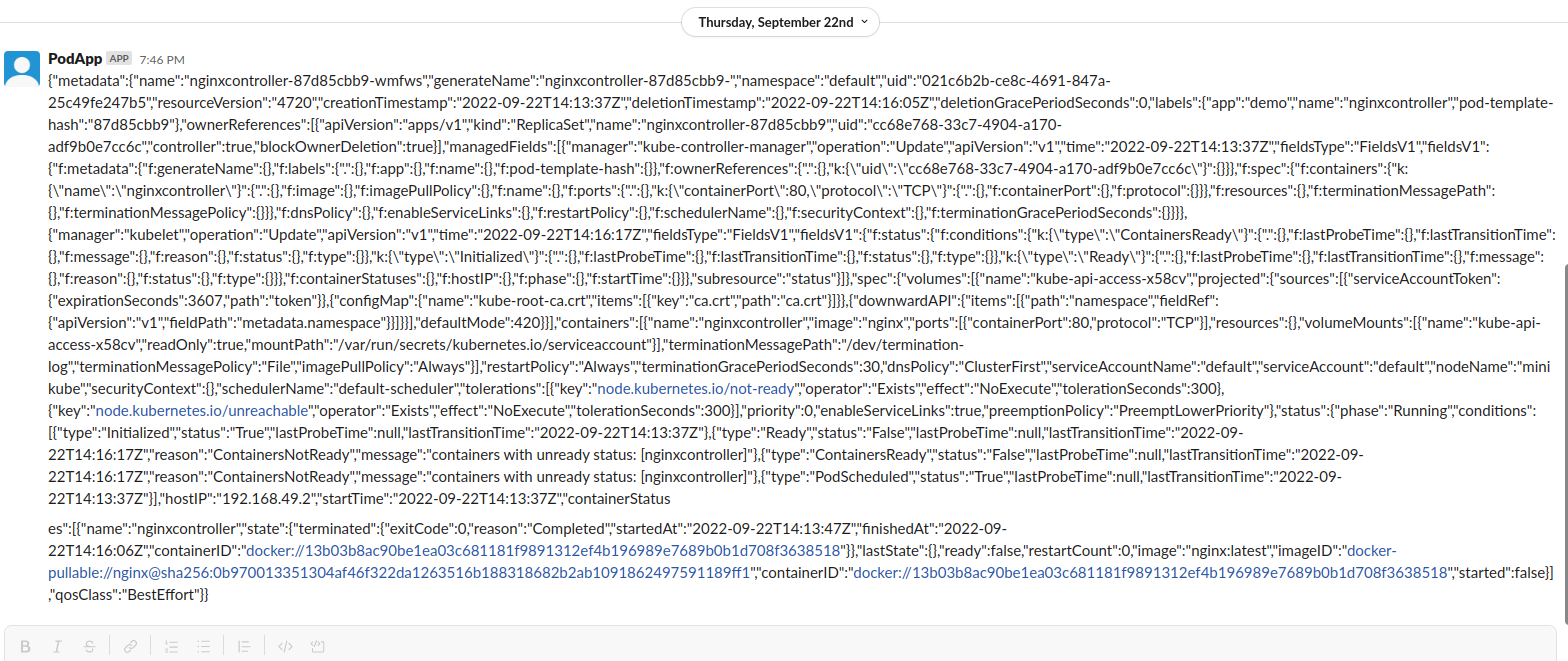 Thursday, September 22nd
PodApp APP 7:46 PM
{"metadata":{"name":"nginxcontroller-87d85cbb9-wmfws","generateName":"nginxcontroller-87d85cbb9-","namespace":"default","uid":"021c6b2b-ce8c-4691-847a-
25c49fe247b5","resourceVersion":"4720","creationTimestamp":"2022-09-22T14:13:37Z","deletionTimestamp":"2022-09-22T14:16:05Z","deletionGracePeriodSeconds":0,"labels":{"app":"demo","name":"nginxcontroller","pod-template-
hash":"87d85cbb9"},"ownerReferences":[{"apiVersion":"apps/v1","kind":"ReplicaSet","name":"nginxcontroller-87d85cbb9","uid":"cc68e768-33c7-4904-a170-
adf9b0e7cc6c","controller":true,"blockOwnerDeletion":true}],"managedFields":[{"manager":"kube-controller-manager","operation":"Update","apiVersion":"v1","time":"2022-09-22T14:13:37Z","fieldsType":"FieldsV1","fieldsV1":
{"f:metadata":{"f:generateName":{},"f:labels":{".":{},"f:app":{},"f:name":{},"f:pod-template-hash":{}},"f:ownerReferences":{".":{},"k:{\"uid\":\"cc68e768-33c7-4904-a170-adf9b0e7cc6c\"}":{}}},"f:spec":{"f:containers":{"k:
{\"name\":\"nginxcontroller\"}":{".":{},"f:image":{},"f:imagePullPolicy":{},"f:name":{},"f:ports":{".":{},"k:{\"containerPort\":80,\"protocol\":\"TCP\"}":{".":{},"f:containerPort":{},"f:protocol":{}}},"f:resources":{},"f:terminationMessagePath":
{},"f:terminationMessagePolicy":{}}},"f:dnsPolicy":{},"f:enableServiceLinks":{},"f:restartPolicy":{},"f:schedulerName":{},"f:securityContext":{},"f:terminationGracePeriodSeconds":{}}}},
{"manager":"kubelet","operation":"Update","apiVersion":"v1","time":"2022-09-22T14:16:17Z","fieldsType":"FieldsV1","fieldsV1":{"f:status":{"f:conditions":{"k:{\"type\":\"ContainersReady\"}":{".":{},"f:lastProbeTime":{},"f:lastTransitionTime":
{},"f:message":{},"f:reason":{},"f:status":{},"f:type":{}},"k:{\"type\":\"Initialized\"}":{".":{},"f:lastProbeTime":{},"f:lastTransitionTime":{},"f:status":{},"f:type":{}},"k:{\"type\":\"Ready\"}":{".":{},"f:lastProbeTime":{},"f:lastTransitionTime":{},"f:message":
{},"f:reason":{},"f:status":{},"f:type":{}}},"f:containerStatuses":{},"f:hostIP":{},"f:phase":{},"f:startTime":{}}},"subresource":"status"}]},"spec":{"volumes":[{"name":"kube-api-access-x58cv","projected":{"sources":[{"serviceAccountToken":
{"expirationSeconds":3607,"path":"token"}},{"configMap":{"name":"kube-root-ca.crt","items":[{"key":"ca.crt","path":"ca.crt"}]}},{"downwardAPI":{"items":[{"path":"namespace","fieldRef":
{"apiVersion":"v1","fieldPath":"metadata.namespace"}}]}}],"defaultMode":420}}],"containers":[{"name":"nginxcontroller","image":"nginx","ports":[{"containerPort":80,"protocol":"TCP"}],"resources":{},"volumeMounts":[{"name":"kube-api-
access-x58cv","readOnly":true,"mountPath":"/var/run/secrets/kubernetes.io/serviceaccount"}],"terminationMessagePath":"/dev/termination-
log","terminationMessagePolicy":"File","imagePullPolicy":"Always"}],"restartPolicy":"Always","terminationGracePeriodSeconds":30,"dnsPolicy":"ClusterFirst","serviceAccountName":"default","serviceAccount":"default","nodeName":"mini
kube","securityContext":{},"schedulerName":"default-scheduler","tolerations":[{"key":"node.kubernetes.io/not-ready","operator":"Exists","effect":"NoExecute","tolerationSeconds":300},
{"key":"node.kubernetes.io/unreachable","operator":"Exists","effect":"NoExecute","tolerationSeconds":300}],"priority":0,"enableServiceLinks":true,"preemptionPolicy":"PreemptLowerPriority"},"status":{"phase":"Running","conditions":
[{"type":"Initialized","status":"True","lastProbeTime":null,"lastTransitionTime":"2022-09-22T14:13:37Z"},{"type":"Ready","status":"False","lastProbeTime":null,"lastTransitionTime":"2022-09-
22T14:16:17Z","reason":"ContainersNotReady","message":"containers with unready status: [nginxcontroller]"},{"type":"ContainersReady","status":"False","lastProbeTime":null,"lastTransitionTime":"2022-09-
22T14:16:17Z","reason":"ContainersNotReady","message":"containers with unready status: [nginxcontroller]"},{"type":"PodScheduled","status":"True","lastProbeTime":null,"lastTransitionTime":"2022-09-
22T14:13:37Z"}],"hostIP":"192.168.49.2","startTime":"2022-09-22T14:13:37Z","containerStatus
es":[{"name":"nginxcontroller","state":{"terminated":{"exitCode":0,"reason":"Completed","startedAt":"2022-09-22T14:13:47Z","finishedAt":"2022-09-
22T14:16:06Z","containerID":"docker://13b03b8ac90be1ea03c681181f9891312ef4b196989e7689b0b1d708f3638518"}},"lastState":{},"ready":false,"restartCount":0,"image":"nginx:latest","imageID":"docker-
pullable://nginx@sha256:0b970013351304af46f322da1263516b188318682b2ab1091862497591189ff1","containerID":"docker://13b03b8ac90be1ea03c681181f9891312ef4b196989e7689b0b1d708f3638518","started":false}]
,"qosClass":"BestEffort"}}